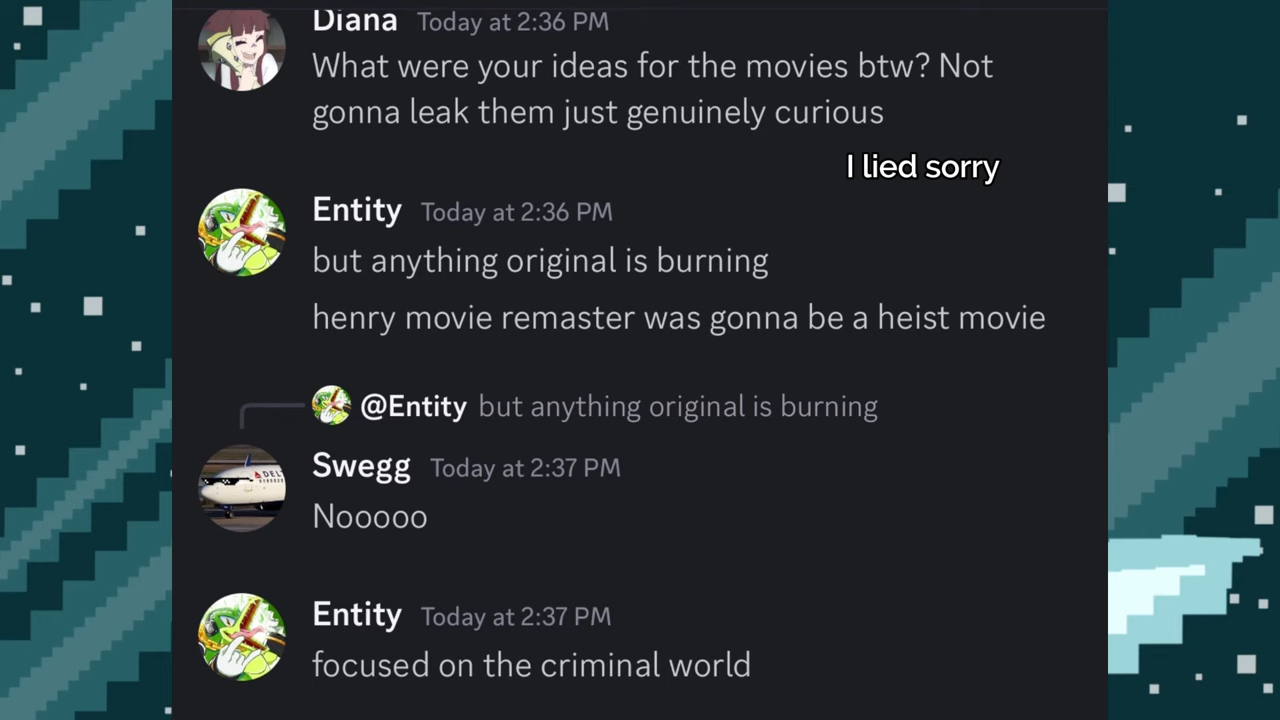 Diana Today at 2:36 PM
What were your ideas for the movies btw? Not
gonna leak them just genuinely curious
I lied sorry
Entity Today at 2:36 PM
but anything original is burning
henry movie remaster was gonna be a heist movie
@Entity but anything original is burning
Swegg Today at 2:37 PM
Nooooo
Entity Today at 2:37 PM
focused on the criminal world